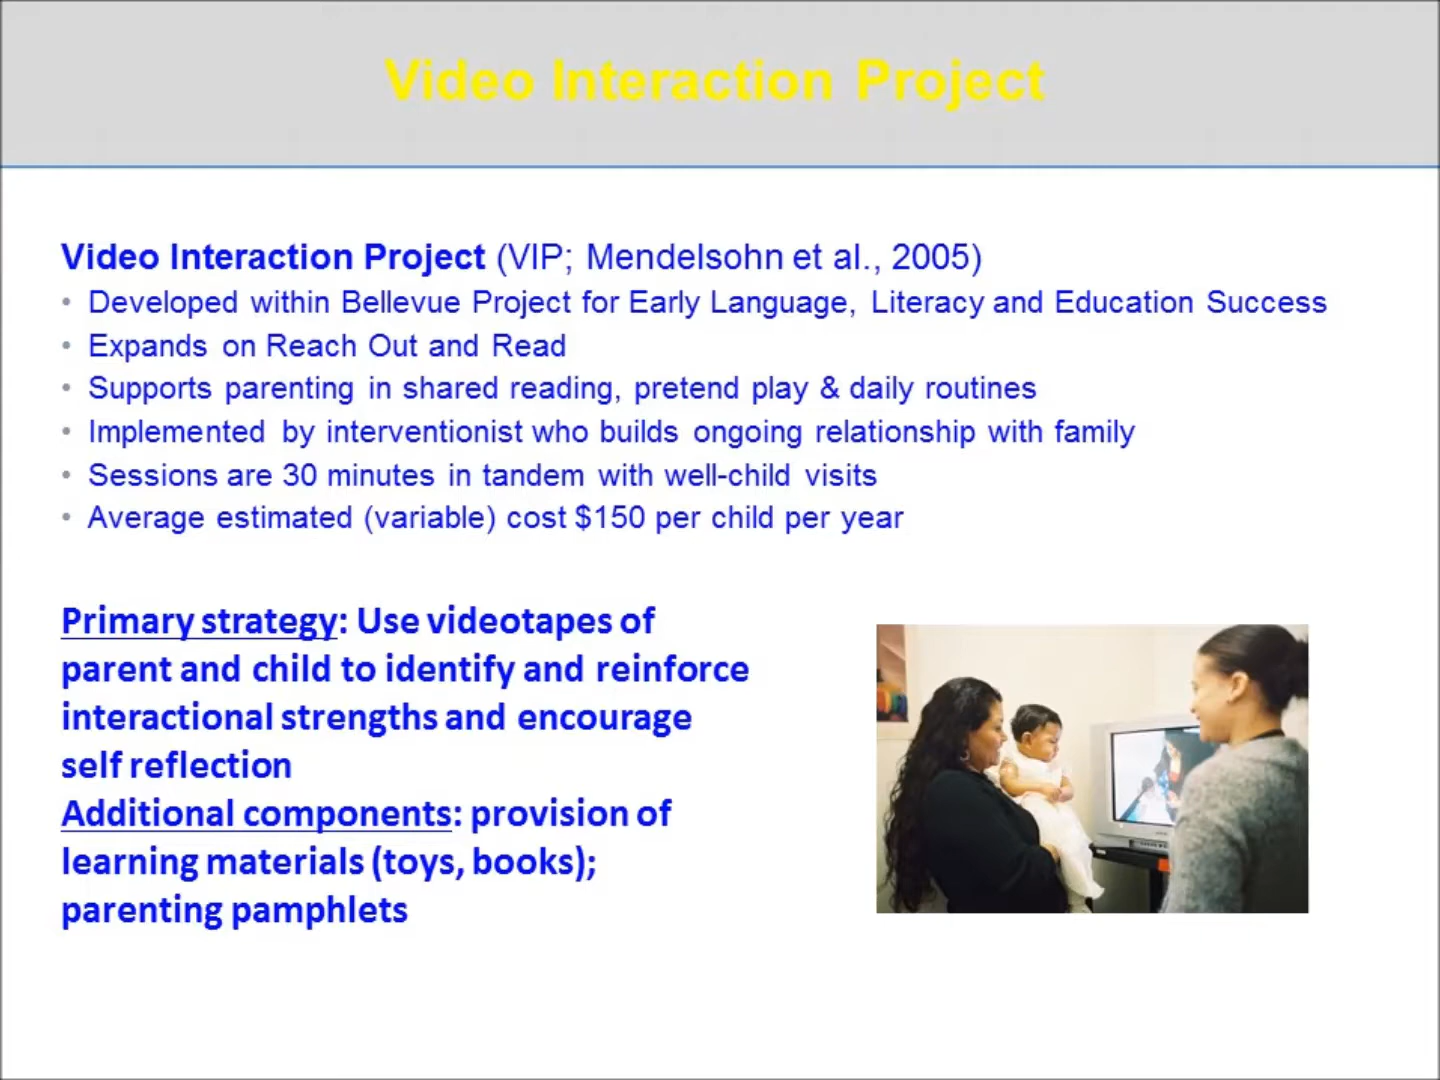 Video Interaction Project
Video Interaction Project (VIP; Mendelsohn et al., 2005)
• Developed within Bellevue Project for Early Language, Literacy and Education Success
• Expands on Reach Out and Read
• Supports parenting in shared reading, pretend play & daily routines
• Implemented by interventionist who builds ongoing relationship with family
• Sessions are 30 minutes in tandem with well-child visits
• Average estimated (variable) cost $150 per child per year
Primary strategy: Use videotapes of
parent and child to identify and reinforce
interactional strengths and encourage
self reflection
Additional components: provision of
learning materials (toys, books);
parenting pamphlets